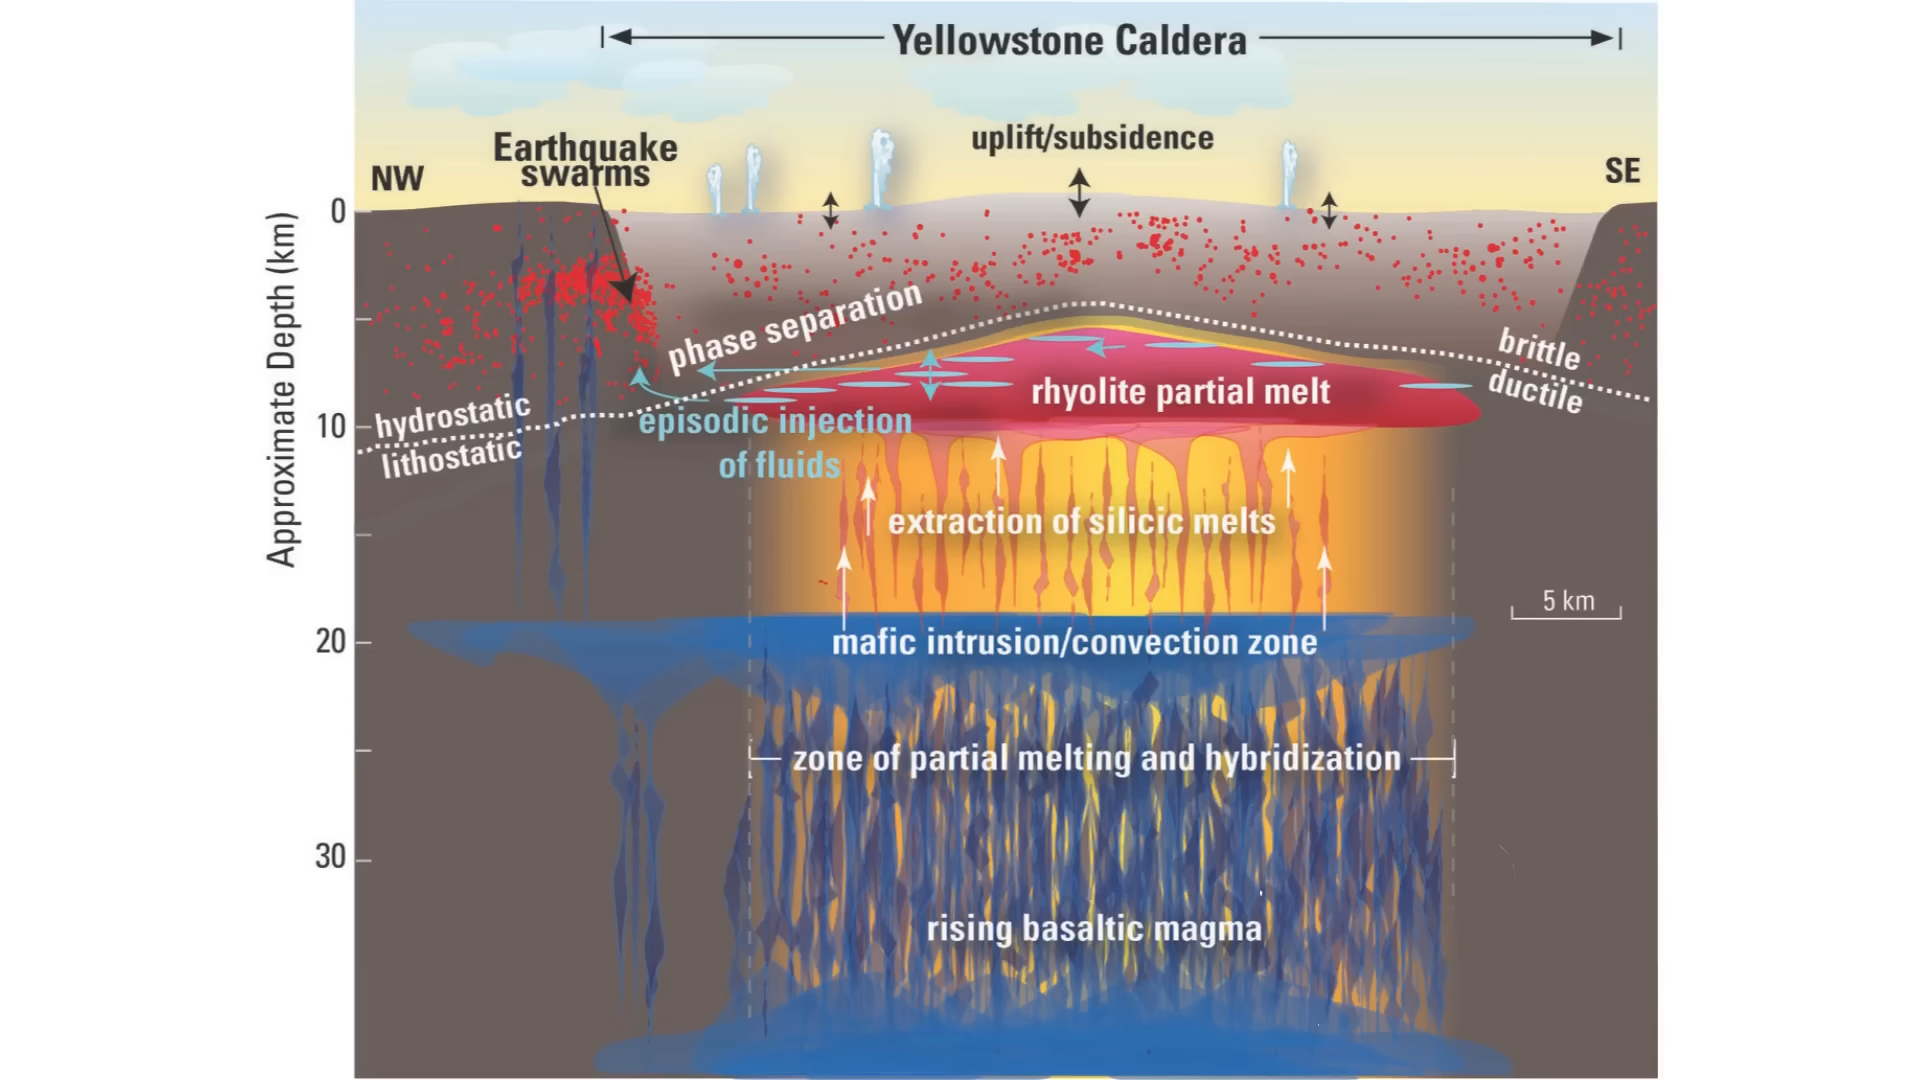 Yellowstone Caldera
Earthquake
swarms
uplift/subsidence
NW
SE
Approximate Depth (km)
0
phase separation
brittle
ductile
rhyolite partial melt
hydrostatic
lithostatic
10
episodic injection
of fluids
extraction of silicic melts
5 km
20
mafic intrusion/convection zone
zone of partial melting and hybridization
30
rising basaltic magma